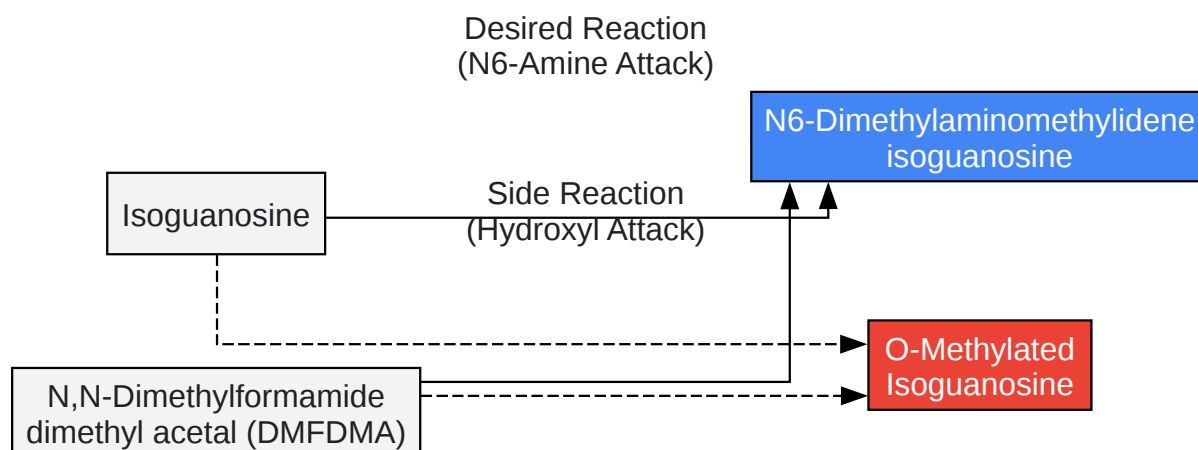 Desired Reaction
(N6-Amine Attack)
N6-Dimethylaminomethylidene
isoguanosine
Isoguanosine
Side Reaction
(Hydroxyl Attack)
O-Methylated
Isoguanosine
N,N-Dimethylformamide
dimethyl acetal (DMFDMA)